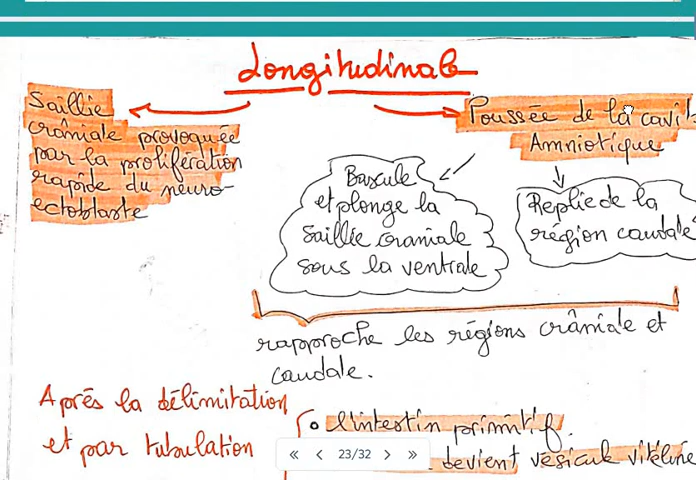 Longitudinale
Saillie
crâniale provoquée
par la prolifération
rapide du neuro-
ectoblaste
Poussée de la cavit
Amniotique
Bascule
et plonge la
saillie craniale
sous la ventrale
Replie de la
région caudale
rapproche les régions crâniale et
caudale.
Après la délimitation
et par tubulation
l'intestin primitif.
devient vésicule vitéline
23/32